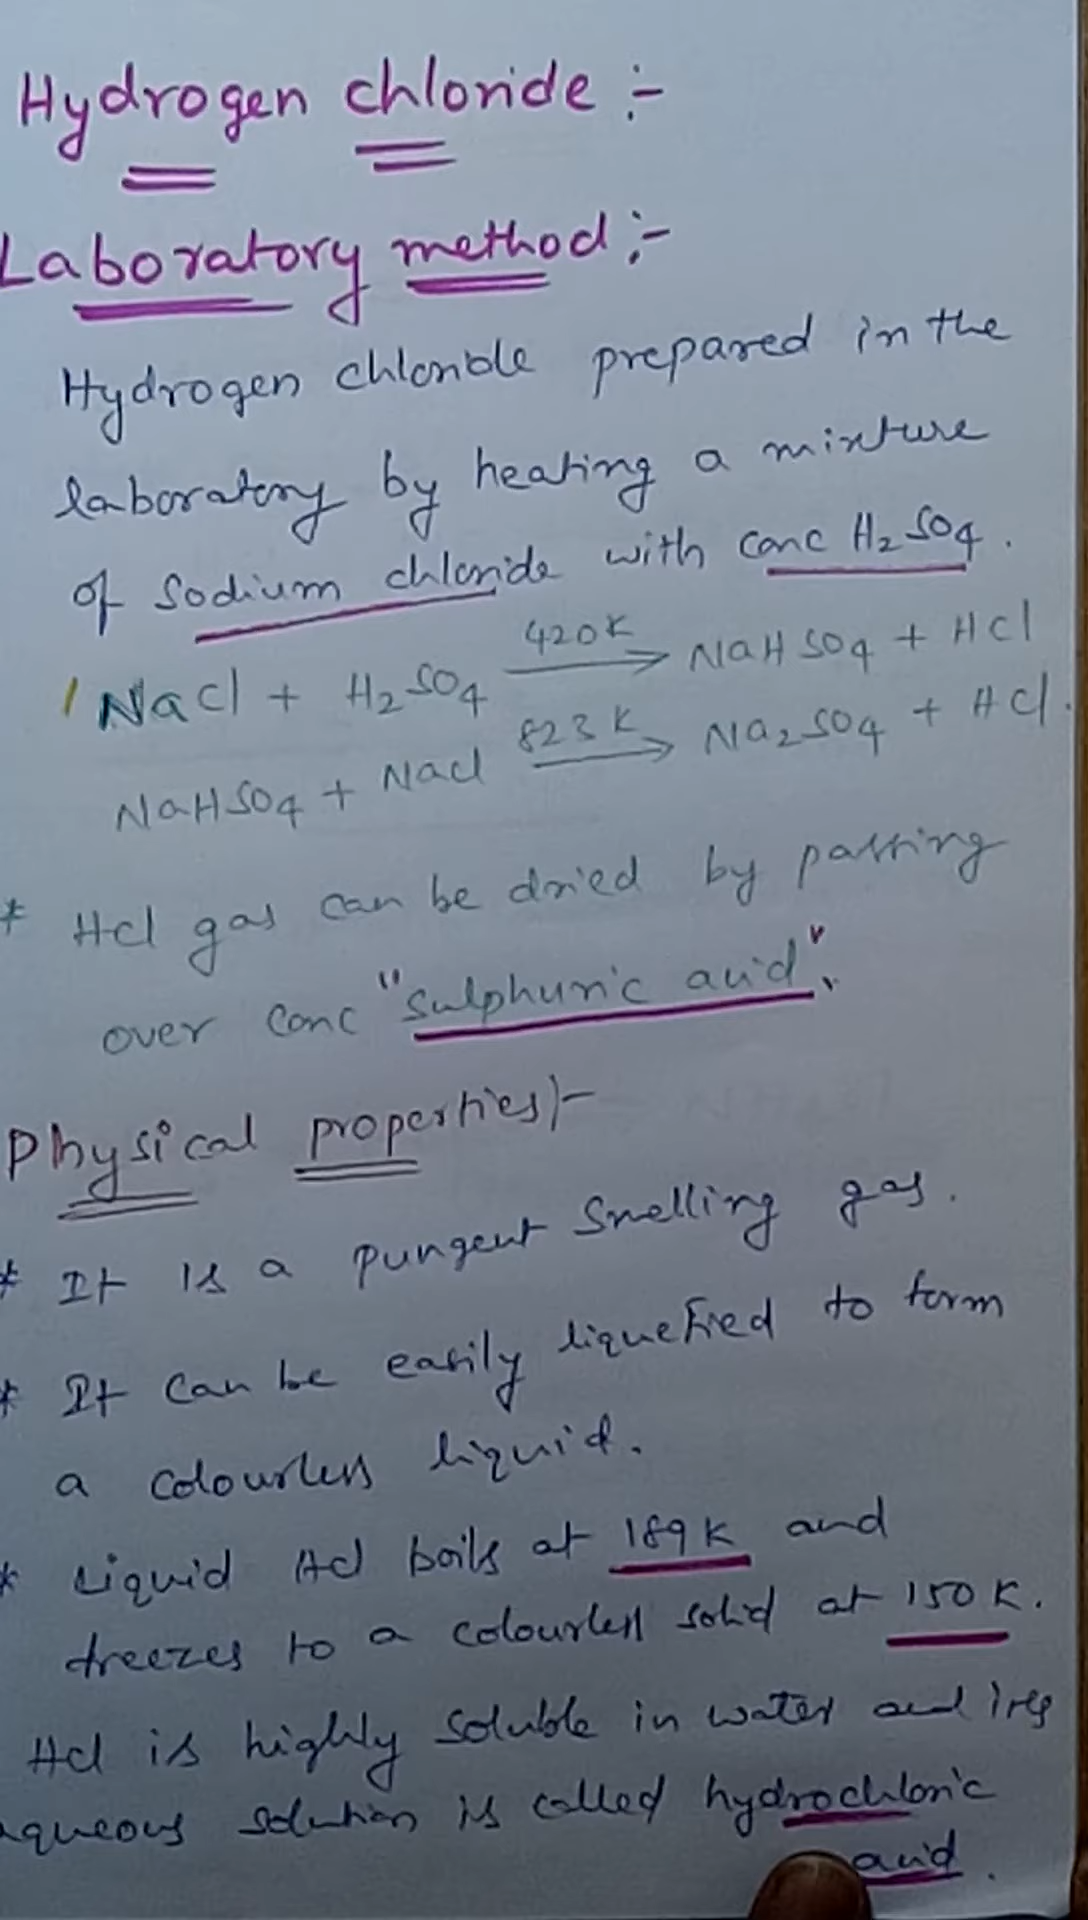 Hydrogen chloride :-
Laboratory method :-
Hydrogen chloride prepared in the
laboratory by heating a mixture
of Sodium chloride with conc H₂SO₄.
NaCl + H₂SO₄ 420K → NaHSO₄ + HCl
NaHSO₄ + NaCl 823K → Na₂SO₄ + HCl.
* HCl gas can be dried by passing
over conc "Sulphuric acid".
Physical properties :-
* It is a pungent smelling gas.
* It can be easily liquefied to form
a colourless liquid.
* Liquid HCl boils at 189K and
freezes to a colourless solid at 150K.
HCl is highly soluble in water and its
aqueous solution is called hydrochloric
acid.